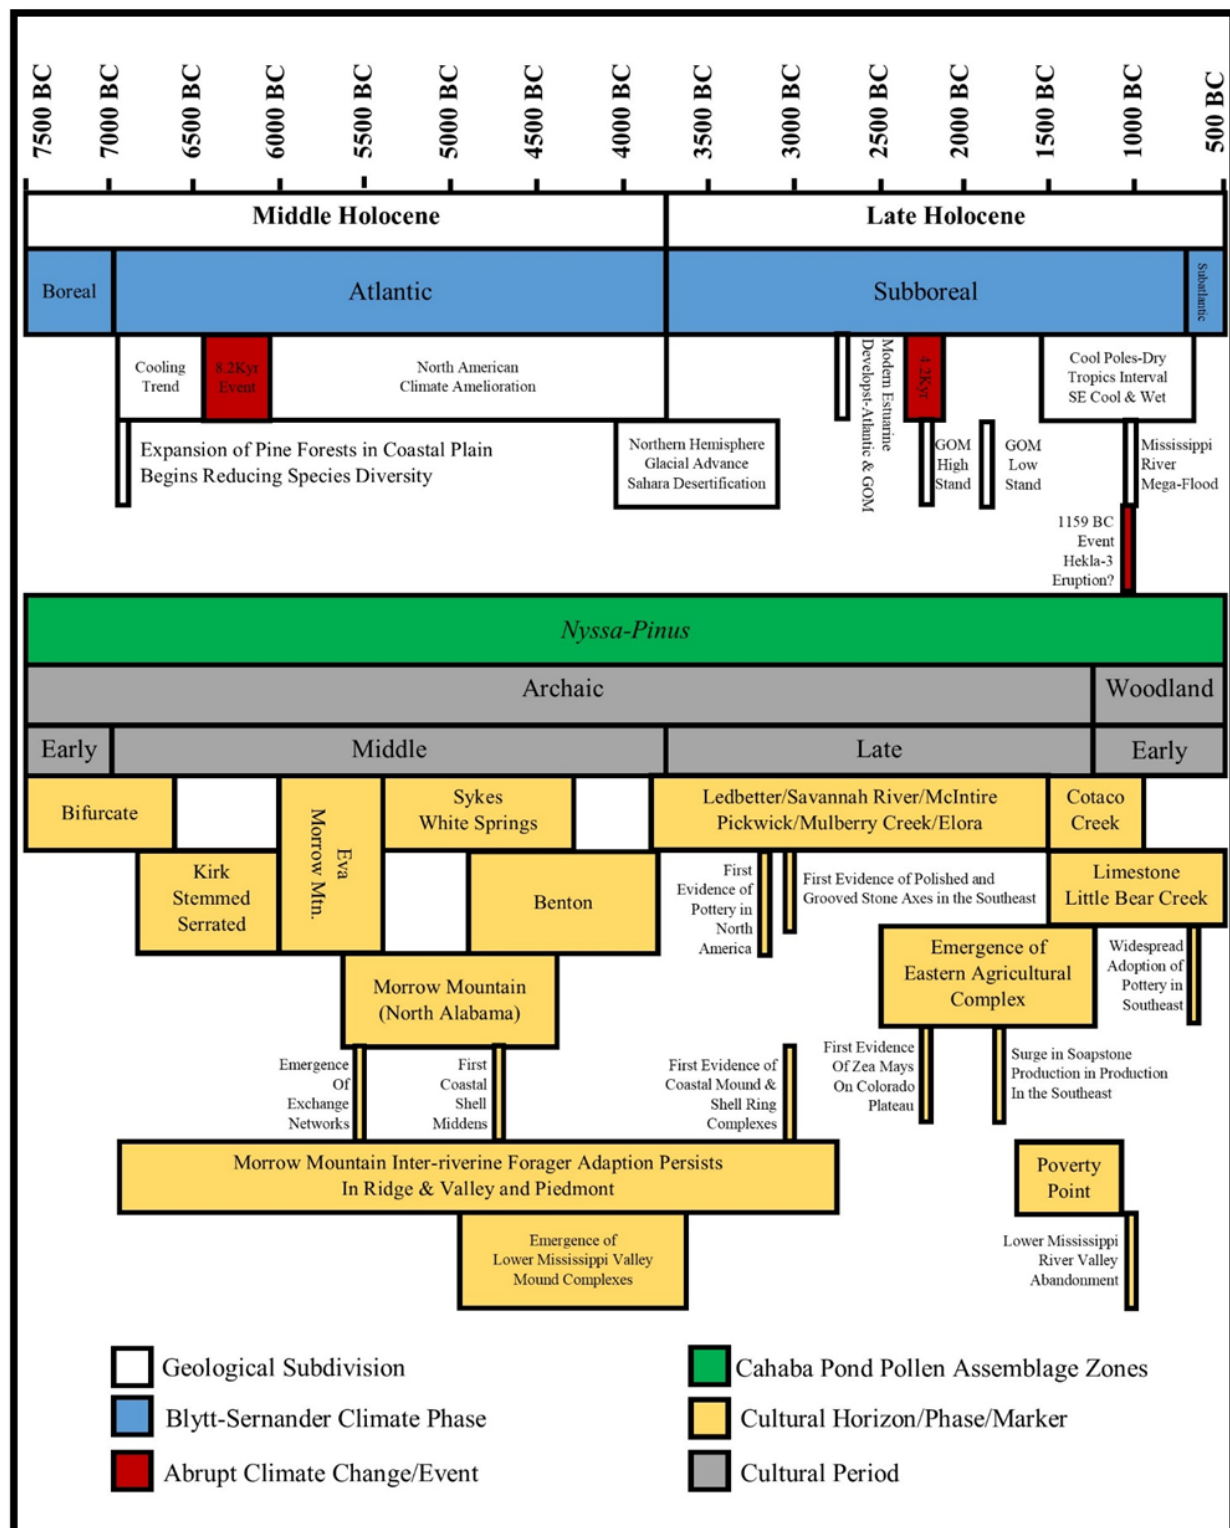 7500 BC
7000 BC
6500 BC
6000 BC
5500 BC
5000 BC
4500 BC
4000 BC
3500 BC
3000 BC
2500 BC
2000 BC
1500 BC
1000 BC
500 BC
Middle Holocene
Late Holocene
Boreal
Atlantic
Subboreal
Subatlantic
Cooling
Trend
8.2Kyr
Event
North American
Climate Amelioration
Modern Estuarine
Developst-Atlantic & GOM
4.2Kyr
Cool Poles-Dry
Tropics Interval
SE Cool & Wet
Expansion of Pine Forests in Coastal Plain
Begins Reducing Species Diversity
Northern Hemisphere
Glacial Advance
Sahara Desertification
GOM
High
Stand
GOM
Low
Stand
Mississippi
River
Mega-Flood
1159 BC
Event
Hekla-3
Eruption?
Nyssa-Pinus
Archaic
Woodland
Early
Middle
Late
Early
Bifurcate
Kirk
Stemmed
Serrated
Eva
Morrow Mtn.
Sykes
White Springs
Benton
Ledbetter/Savannah River/McIntire
Pickwick/Mulberry Creek/Elora
Cotaco
Creek
First
Evidence of
Pottery in
North
America
First Evidence of Polished and
Grooved Stone Axes in the Southeast
Limestone
Little Bear Creek
Morrow Mountain
(North Alabama)
Emergence of
Eastern Agricultural
Complex
Widespread
Adoption of
Pottery in
Southeast
Emergence
Of
Exchange
Networks
First
Coastal
Shell
Middens
First Evidence of
Coastal Mound &
Shell Ring
Complexes
First Evidence
Of Zea Mays
On Colorado
Plateau
Surge in Soapstone
Production in Production
In the Southeast
Morrow Mountain Inter-riverine Forager Adaption Persists
In Ridge & Valley and Piedmont
Poverty
Point
Emergence of
Lower Mississippi Valley
Mound Complexes
Lower Mississippi
River Valley
Abandonment
Geological Subdivision
Blytt-Sernander Climate Phase
Abrupt Climate Change/Event
Cahaba Pond Pollen Assemblage Zones
Cultural Horizon/Phase/Marker
Cultural Period